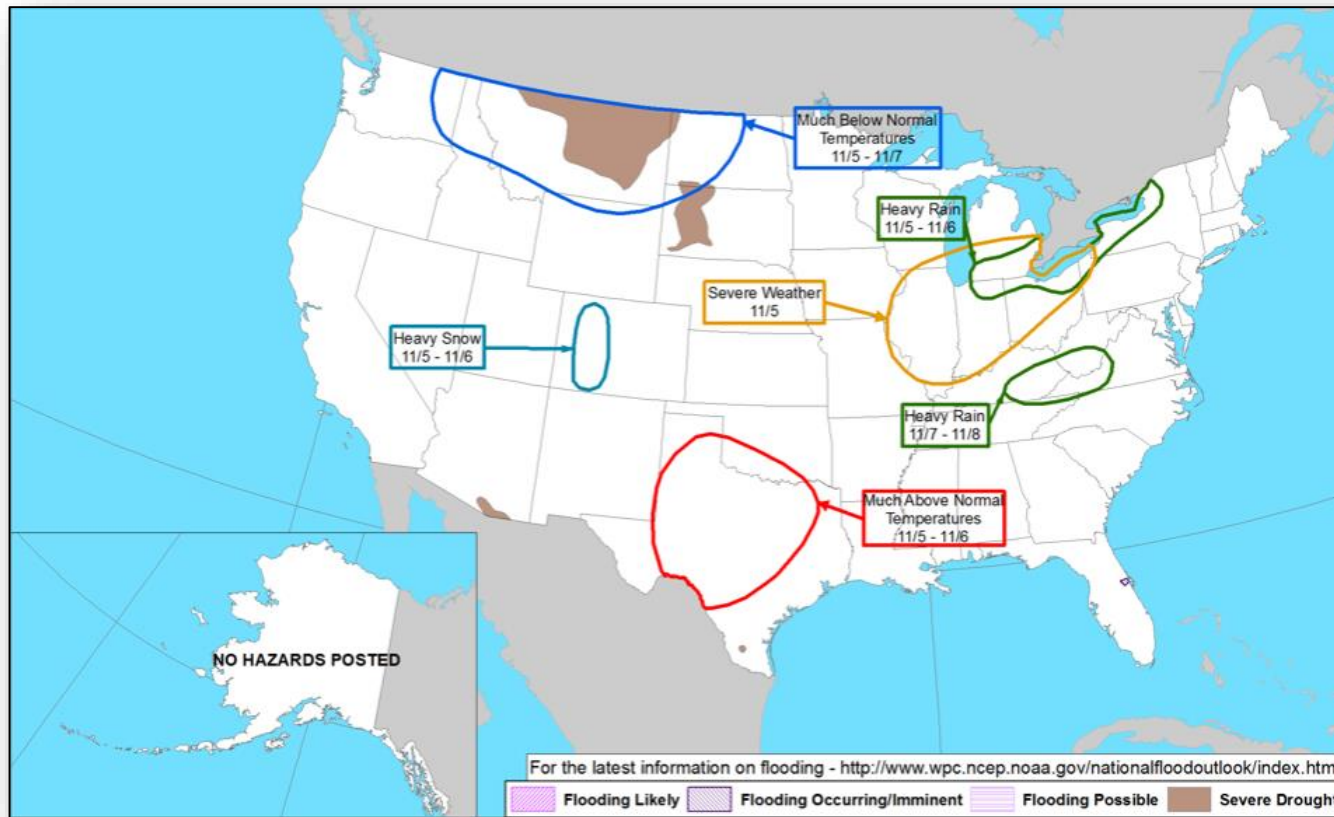 Much Below Normal
Temperatures
11/5 - 11/7
Heavy Rain
11/5 - 11/6
Severe Weather
11/5
Heavy Snow
11/5 - 11/6
Heavy Rain
11/7 - 11/8
Much Above Normal
Temperatures
11/5 - 11/6
NO HAZARDS POSTED
For the latest information on flooding - http://www.wpc.ncep.noaa.gov/nationalfloodoutlook/index.htm
Flooding Likely Flooding Occurring/Imminent Flooding Possible Severe Drought